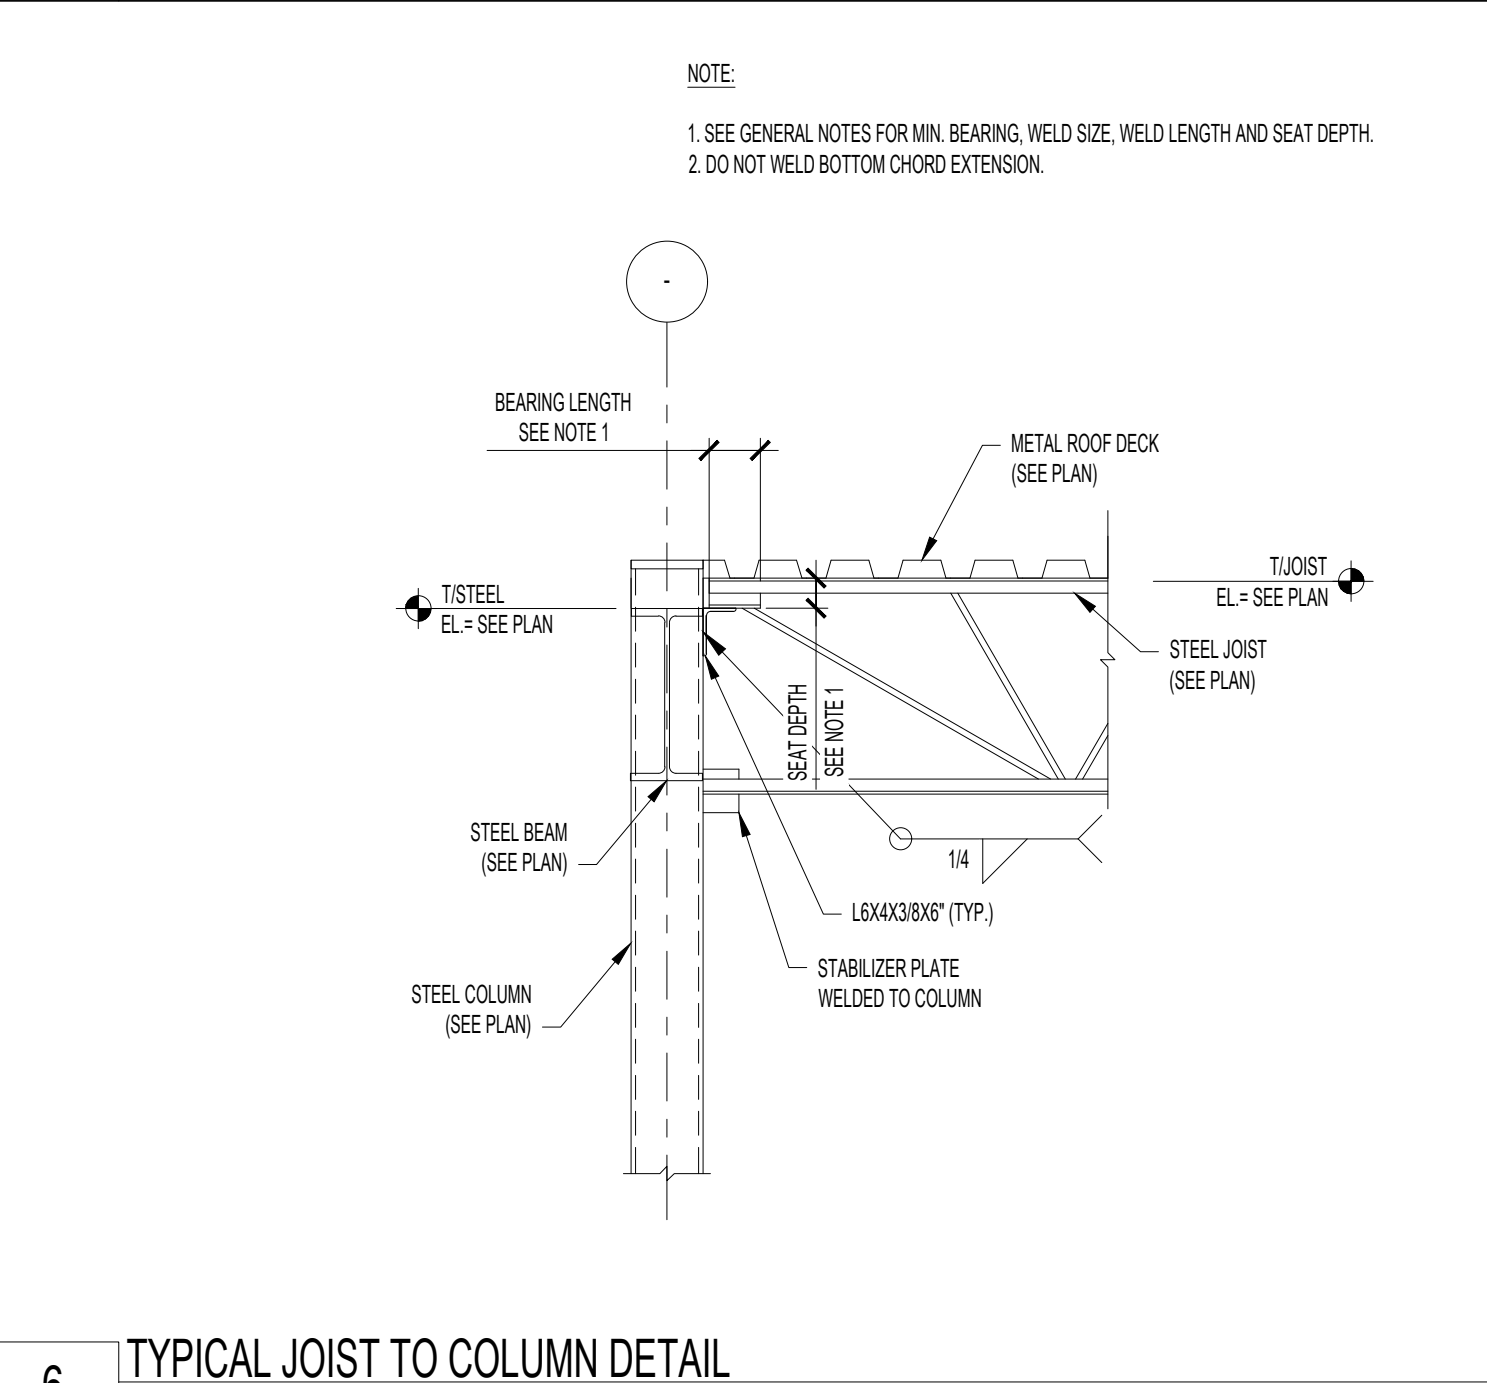 NOTE:
1. SEE GENERAL NOTES FOR MIN. BEARING, WELD SIZE, WELD LENGTH AND SEAT DEPTH.
2. DO NOT WELD BOTTOM CHORD EXTENSION.
-
BEARING LENGTH
SEE NOTE 1
METAL ROOF DECK
(SEE PLAN)
T/STEEL
EL.= SEE PLAN
T/JOIST
EL.= SEE PLAN
STEEL JOIST
(SEE PLAN)
SEAT DEPTH
SEE NOTE 1
STEEL BEAM
(SEE PLAN)
1/4
L6X4X3/8X6" (TYP.)
STABILIZER PLATE
WELDED TO COLUMN
STEEL COLUMN
(SEE PLAN)
TYPICAL JOIST TO COLUMN DETAIL
6